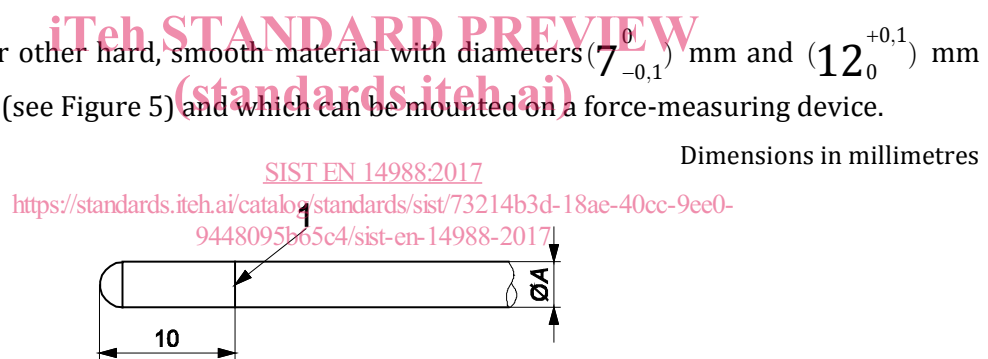 iTeh STANDARD PREVIEW
r other hard, smooth material with diameters (7 0 −0,1) mm and (12 +0,1 0) mm
(standards.iteh.ai)
(see Figure 5) and which can be mounted on a force-measuring device.
Dimensions in millimetres
SIST EN 14988:2017
https://standards.iteh.ai/catalog/standards/sist/73214b3d-18ae-40cc-9ee0-
9448095b65c4/sist-en-14988-2017
1
ØA
10